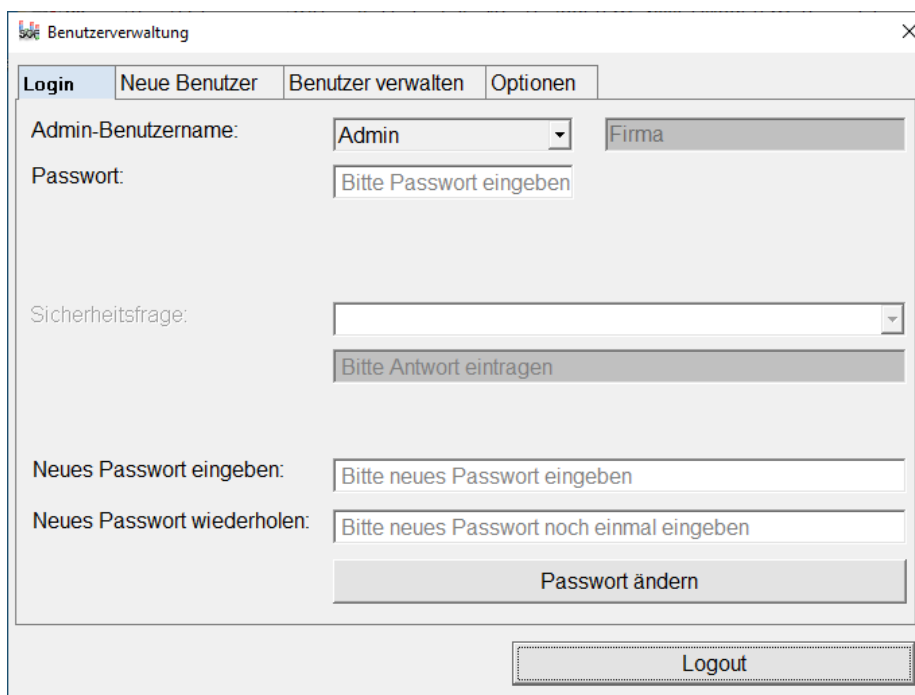 Benutzerverwaltung
Login Neue Benutzer Benutzer verwalten Optionen
Admin-Benutzername: Admin Firma
Passwort: Bitte Passwort eingeben
Sicherheitsfrage:
Bitte Antwort eintragen
Neues Passwort eingeben: Bitte neues Passwort eingeben
Neues Passwort wiederholen: Bitte neues Passwort noch einmal eingeben
Passwort ändern
Logout